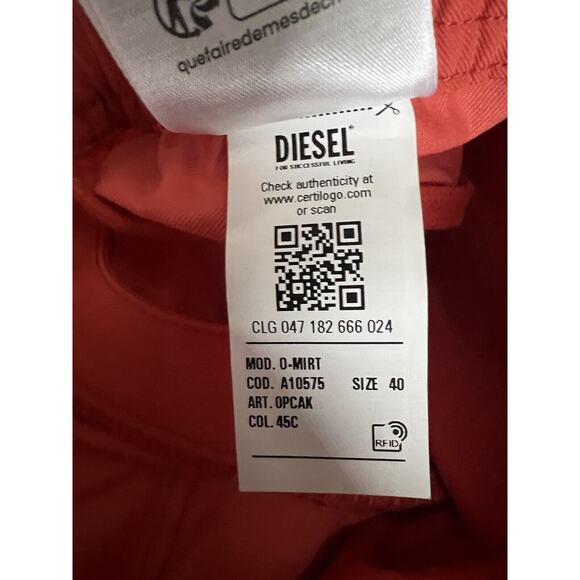 quefairedemesdec
DIESEL®
FOR SUCCESSFUL LIVING
Check authenticity at
www.certilogo.com
or scan
CLG 047 182 666 024
MOD. O-MIRT
COD. A10575 SIZE 40
ART. 0PCAK
COL. 45C
RFID